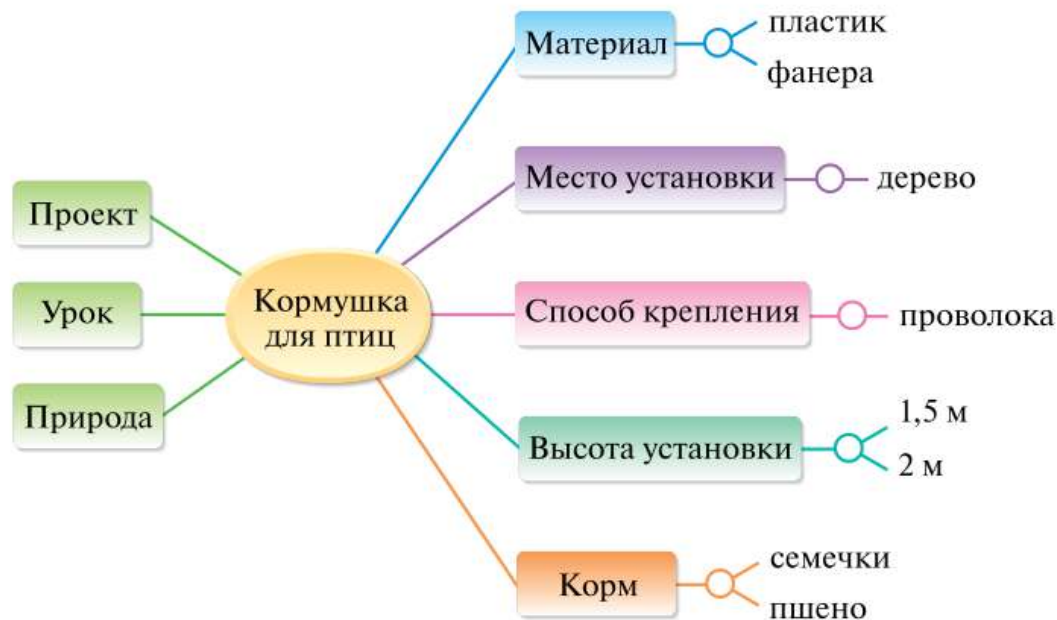 Проект
Урок
Природа
Кормушка
для птиц
Материал
пластик
фанера
Место установки
дерево
Способ крепления
проволока
Высота установки
1,5 м
2 м
Корм
семечки
пшено